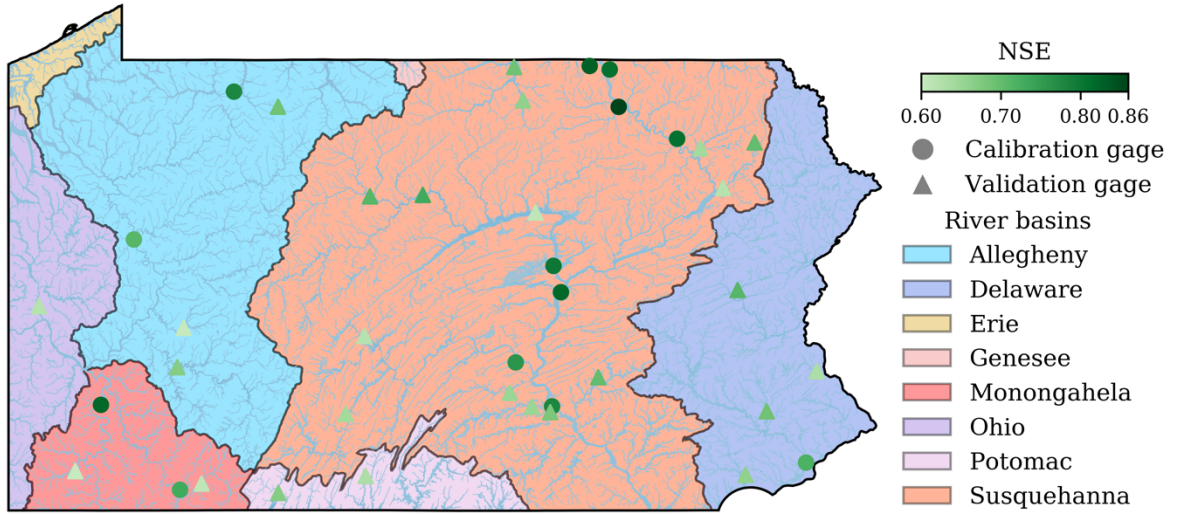 NSE
0.60 0.70 0.80 0.86
Calibration gage
Validation gage
River basins
Allegheny
Delaware
Erie
Genesee
Monongahela
Ohio
Potomac
Susquehanna